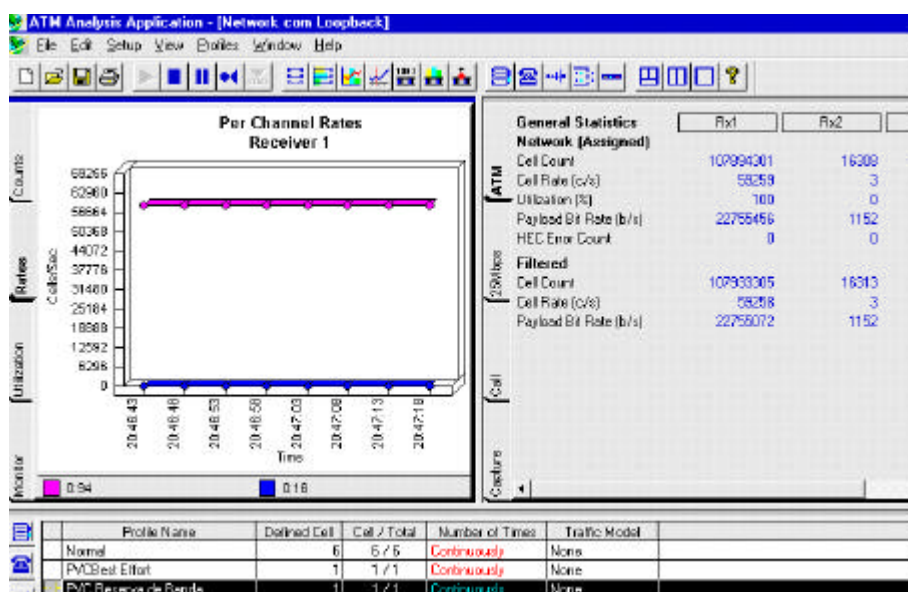 ATM Analysis Application - [Network com Loopback]
File Edit Setup View Profiles Window Help
Counts
Rates
Utilization
Monitor
Per Channel Rates
Receiver 1
Cells/Sec
69256
62960
56664
50368
44072
37776
31480
25184
18888
12592
6296
0
20:46:43
20:46:48
20:46:53
20:46:58
20:47:03
20:47:08
20:47:13
20:47:18
Time
0.94
0.16
ATM
25Mbps
Call
Capture
General Statistics Rx1 Rx2
Network (Assigned)
Cell Count 107994301 16309
Cell Rate (c/s) 59259 3
Utilization (%) 100 0
Payload Bit Rate (b/s) 22755456 1152
HEC Error Count 0 0
Filtered
Cell Count 107933305 16313
Cell Rate (c/s) 59258 3
Payload Bit Rate (b/s) 22755072 1152
Profile Name Defined Cell Cell / Total Number of Times Traffic Model
Normal 6 6 / 6 Continuously None
PVCBest Effort 1 1 / 1 Continuously None
PVC Reserva de Banda 1 1 / 1 Continuously None